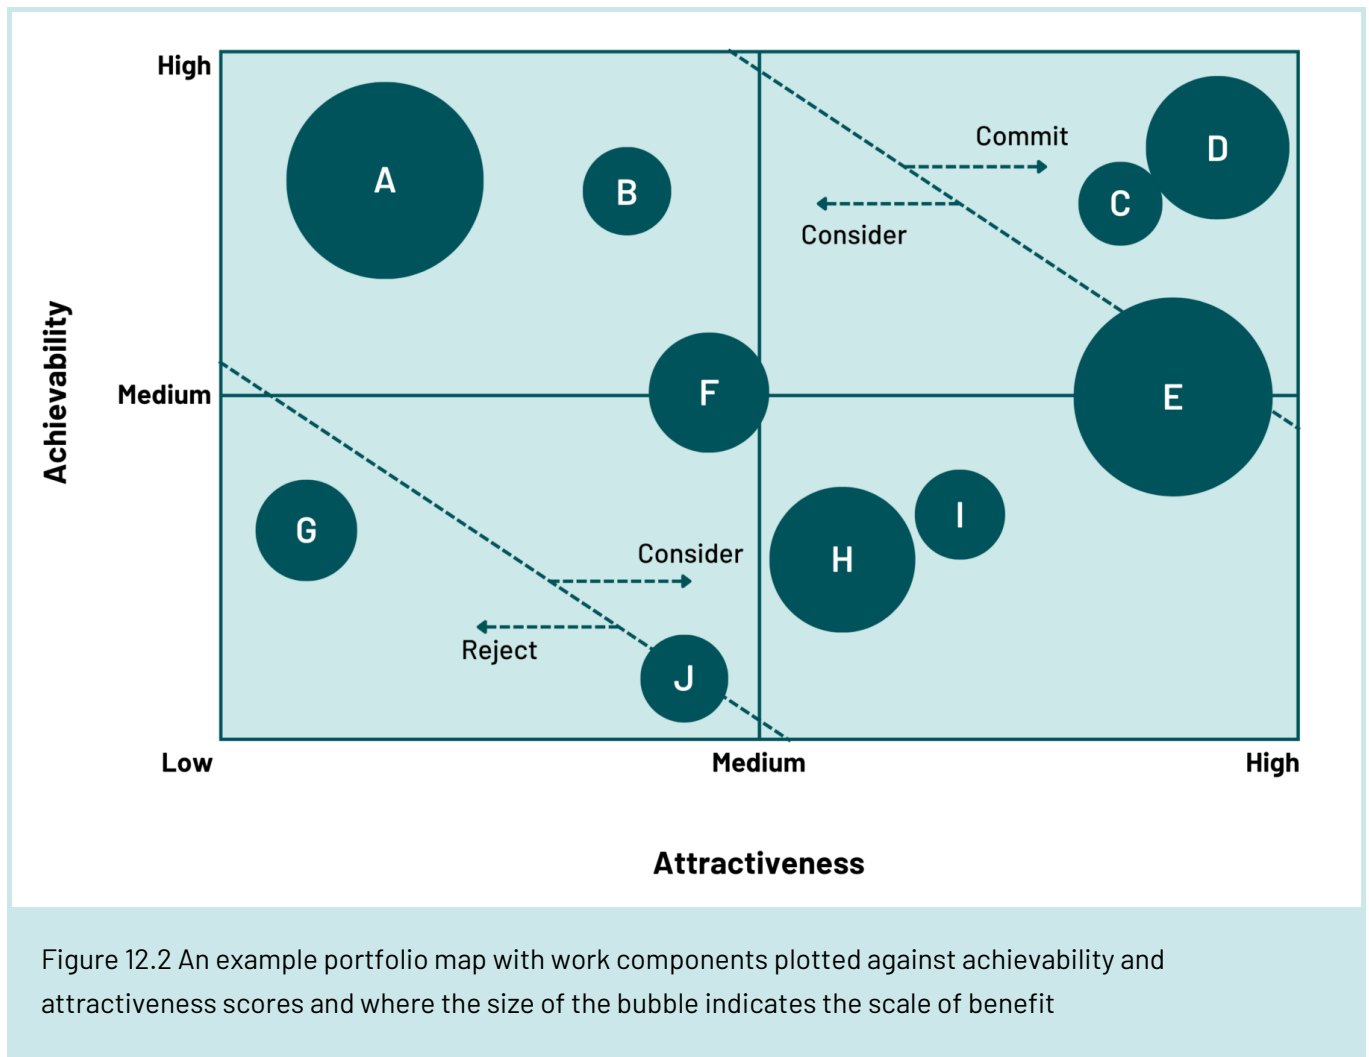 High
Commit
D
A
B
C
Consider
Achievability
Medium
F
E
G
I
Consider
H
Reject
J
Low
Medium
High
Attractiveness
Figure 12.2 An example portfolio map with work components plotted against achievability and
attractiveness scores and where the size of the bubble indicates the scale of benefit